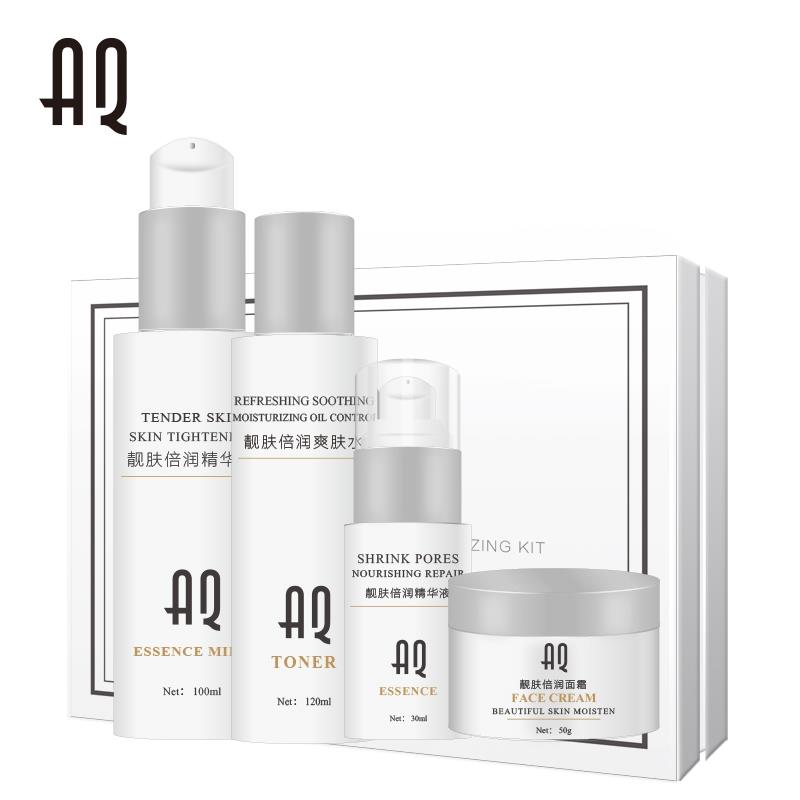 AQ
TENDER SKI
SKIN TIGHTEN
靓肤倍润精华
AQ
ESSENCE MI
Net: 100ml
REFRESHING SOOTHING
MOISTURIZING OIL CONTROL
靓肤倍润爽肤水
AQ
TONER
Net: 120ml
SHRINK PORES
NOURISHING REPAIR
靓肤倍润精华液
AQ
ESSENCE
Net: 30ml
ZING KIT
AQ
靓肤倍润面霜
FACE CREAM
BEAUTIFUL SKIN MOISTEN
Net: 50g